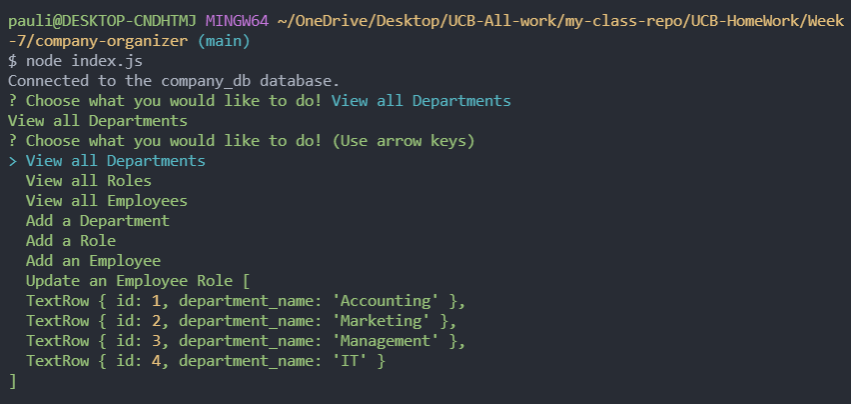 pauli@DESKTOP-CNDHTMJ MINGW64 ~/OneDrive/Desktop/UCB-All-work/my-class-repo/UCB-HomeWork/Week
-7/company-organizer (main)
$ node index.js
Connected to the company_db database.
? Choose what you would like to do! View all Departments
View all Departments
? Choose what you would like to do! (Use arrow keys)
> View all Departments
  View all Roles
  View all Employees
  Add a Department
  Add a Role
  Add an Employee
  Update an Employee Role [
  TextRow { id: 1, department_name: 'Accounting' },
  TextRow { id: 2, department_name: 'Marketing' },
  TextRow { id: 3, department_name: 'Management' },
  TextRow { id: 4, department_name: 'IT' }
]